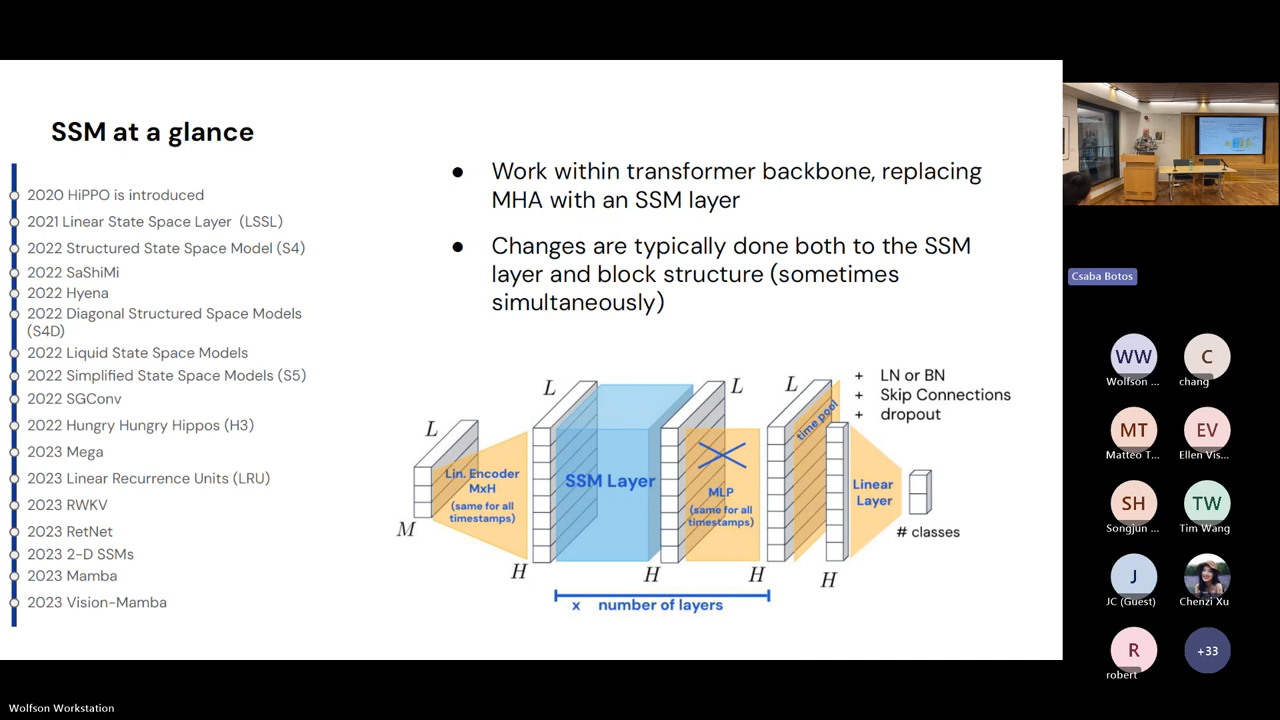 SSM at a glance
2020 HiPPO is introduced
2021 Linear State Space Layer (LSSL)
2022 Structured State Space Model (S4)
2022 SaShiMi
2022 Hyena
2022 Diagonal Structured Space Models
(S4D)
2022 Liquid State Space Models
2022 Simplified State Space Models (S5)
2022 SGConv
2022 Hungry Hungry Hippos (H3)
2023 Mega
2023 Linear Recurrence Units (LRU)
2023 RWKV
2023 RetNet
2023 2-D SSMs
2023 Mamba
2023 Vision-Mamba
● Work within transformer backbone, replacing
MHA with an SSM layer
● Changes are typically done both to the SSM
layer and block structure (sometimes
simultaneously)
L
M
Lin. Encoder
MxH
(same for all
timestamps)
L
H
SSM Layer
L
H
MLP
(same for all
timestamps)
L
H
time pool
H
+ LN or BN
+ Skip Connections
+ dropout
Linear
Layer
# classes
x number of layers
Csaba Botos
WW
Wolfson ...
C
chang
MT
Matteo T...
EV
Ellen Vis...
SH
Songjun ...
TW
Tim Wang
J
JC (Guest)
Chenzi Xu
R
robert
+33
Wolfson Workstation